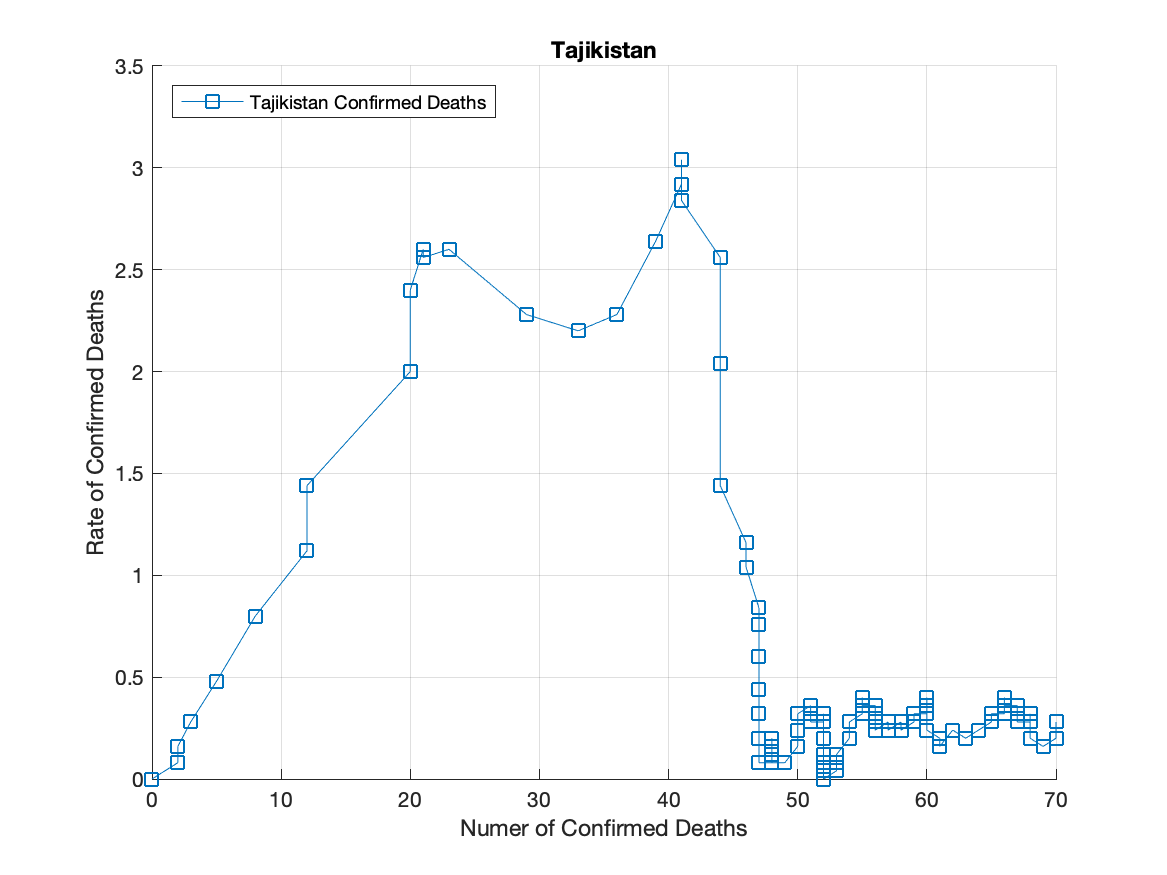 Tajikistan
3.5
Tajikistan Confirmed Deaths
3
2.5
2
1.5
1
0.5
0
Rate of Confirmed Deaths
0 10 20 30 40 50 60 70
Numer of Confirmed Deaths